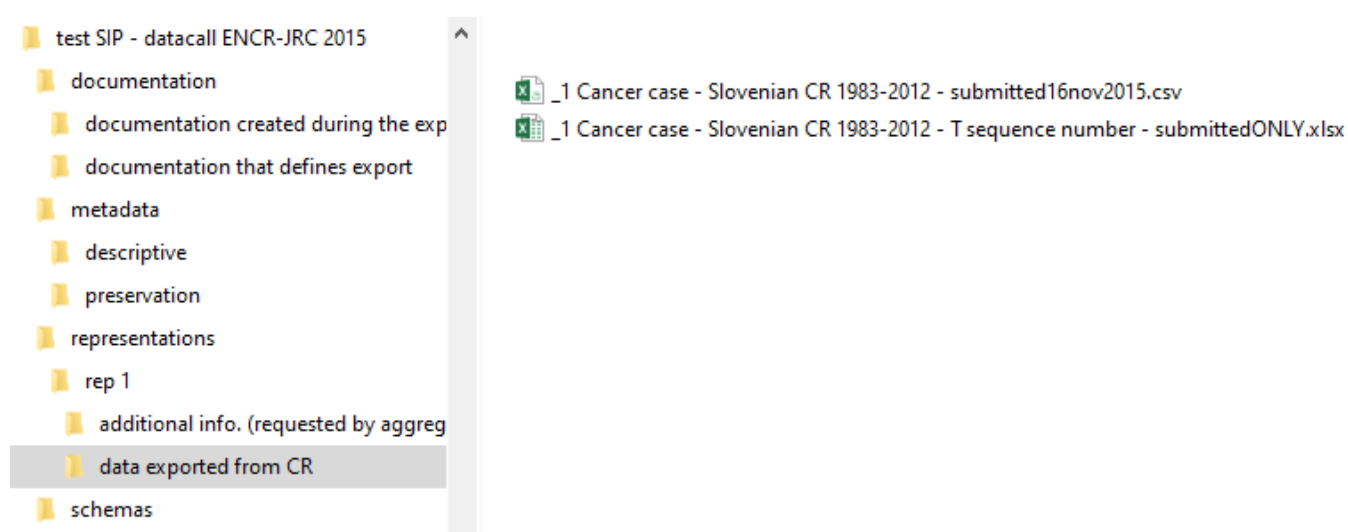 test SIP - datacall ENCR-JRC 2015
documentation
documentation created during the exp
documentation that defines export
metadata
descriptive
preservation
representations
rep 1
additional info. (requested by aggreg
data exported from CR
schemas
_1 Cancer case - Slovenian CR 1983-2012 - submitted16nov2015.csv
_1 Cancer case - Slovenian CR 1983-2012 - T sequence number - submittedONLY.xlsx